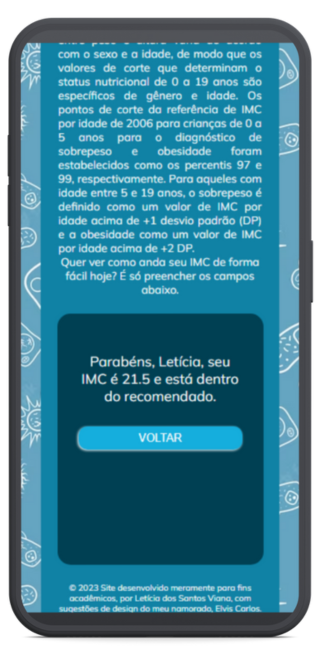 com o sexo e a idade, de modo que os
valores de corte que determinam o
status nutricional de 0 a 19 anos são
específicos de gênero e idade. Os
pontos de corte da referência de IMC
por idade de 2006 para crianças de 0 a
5 anos para o diagnóstico de
sobrepeso e obesidade foram
estabelecidos como os percentis 97 e
99, respectivamente. Para aqueles com
idade entre 5 e 19 anos, o sobrepeso é
definido como um valor de IMC por
idade acima de +1 desvio padrão (DP)
e a obesidade como um valor de IMC
por idade acima de +2 DP.
Quer ver como anda seu IMC de forma
fácil hoje? É só preencher os campos
abaixo.
Parabéns, Letícia, seu
IMC é 21.5 e está dentro
do recomendado.
VOLTAR
© 2023 Site desenvolvido meramente para fins
acadêmicos, por Letícia dos Santos Viana, com
sugestões de design do meu namorado, Elvis Carlos.